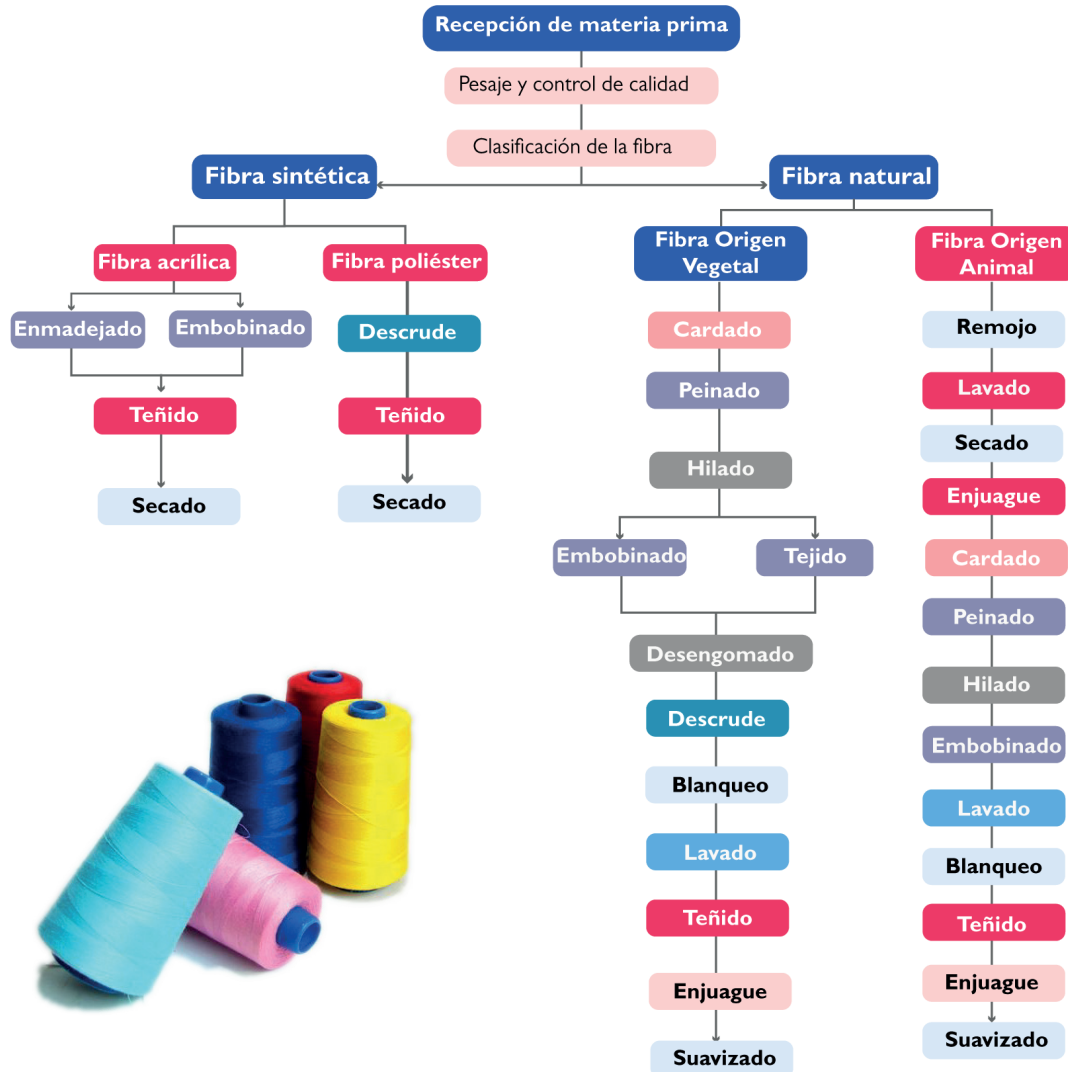 Recepción de materia prima
Pesaje y control de calidad
Clasificación de la fibra
Fibra sintética
Fibra natural
Fibra acrílica
Fibra poliéster
Enmadejado
Embobinado
Descrude
Teñido
Teñido
Secado
Secado
Fibra Origen
Vegetal
Cardado
Peinado
Hilado
Embobinado
Tejido
Desengomado
Descrude
Blanqueo
Lavado
Teñido
Enjuague
Suavizado
Fibra Origen
Animal
Remojo
Lavado
Secado
Enjuague
Cardado
Peinado
Hilado
Embobinado
Lavado
Blanqueo
Teñido
Enjuague
Suavizado